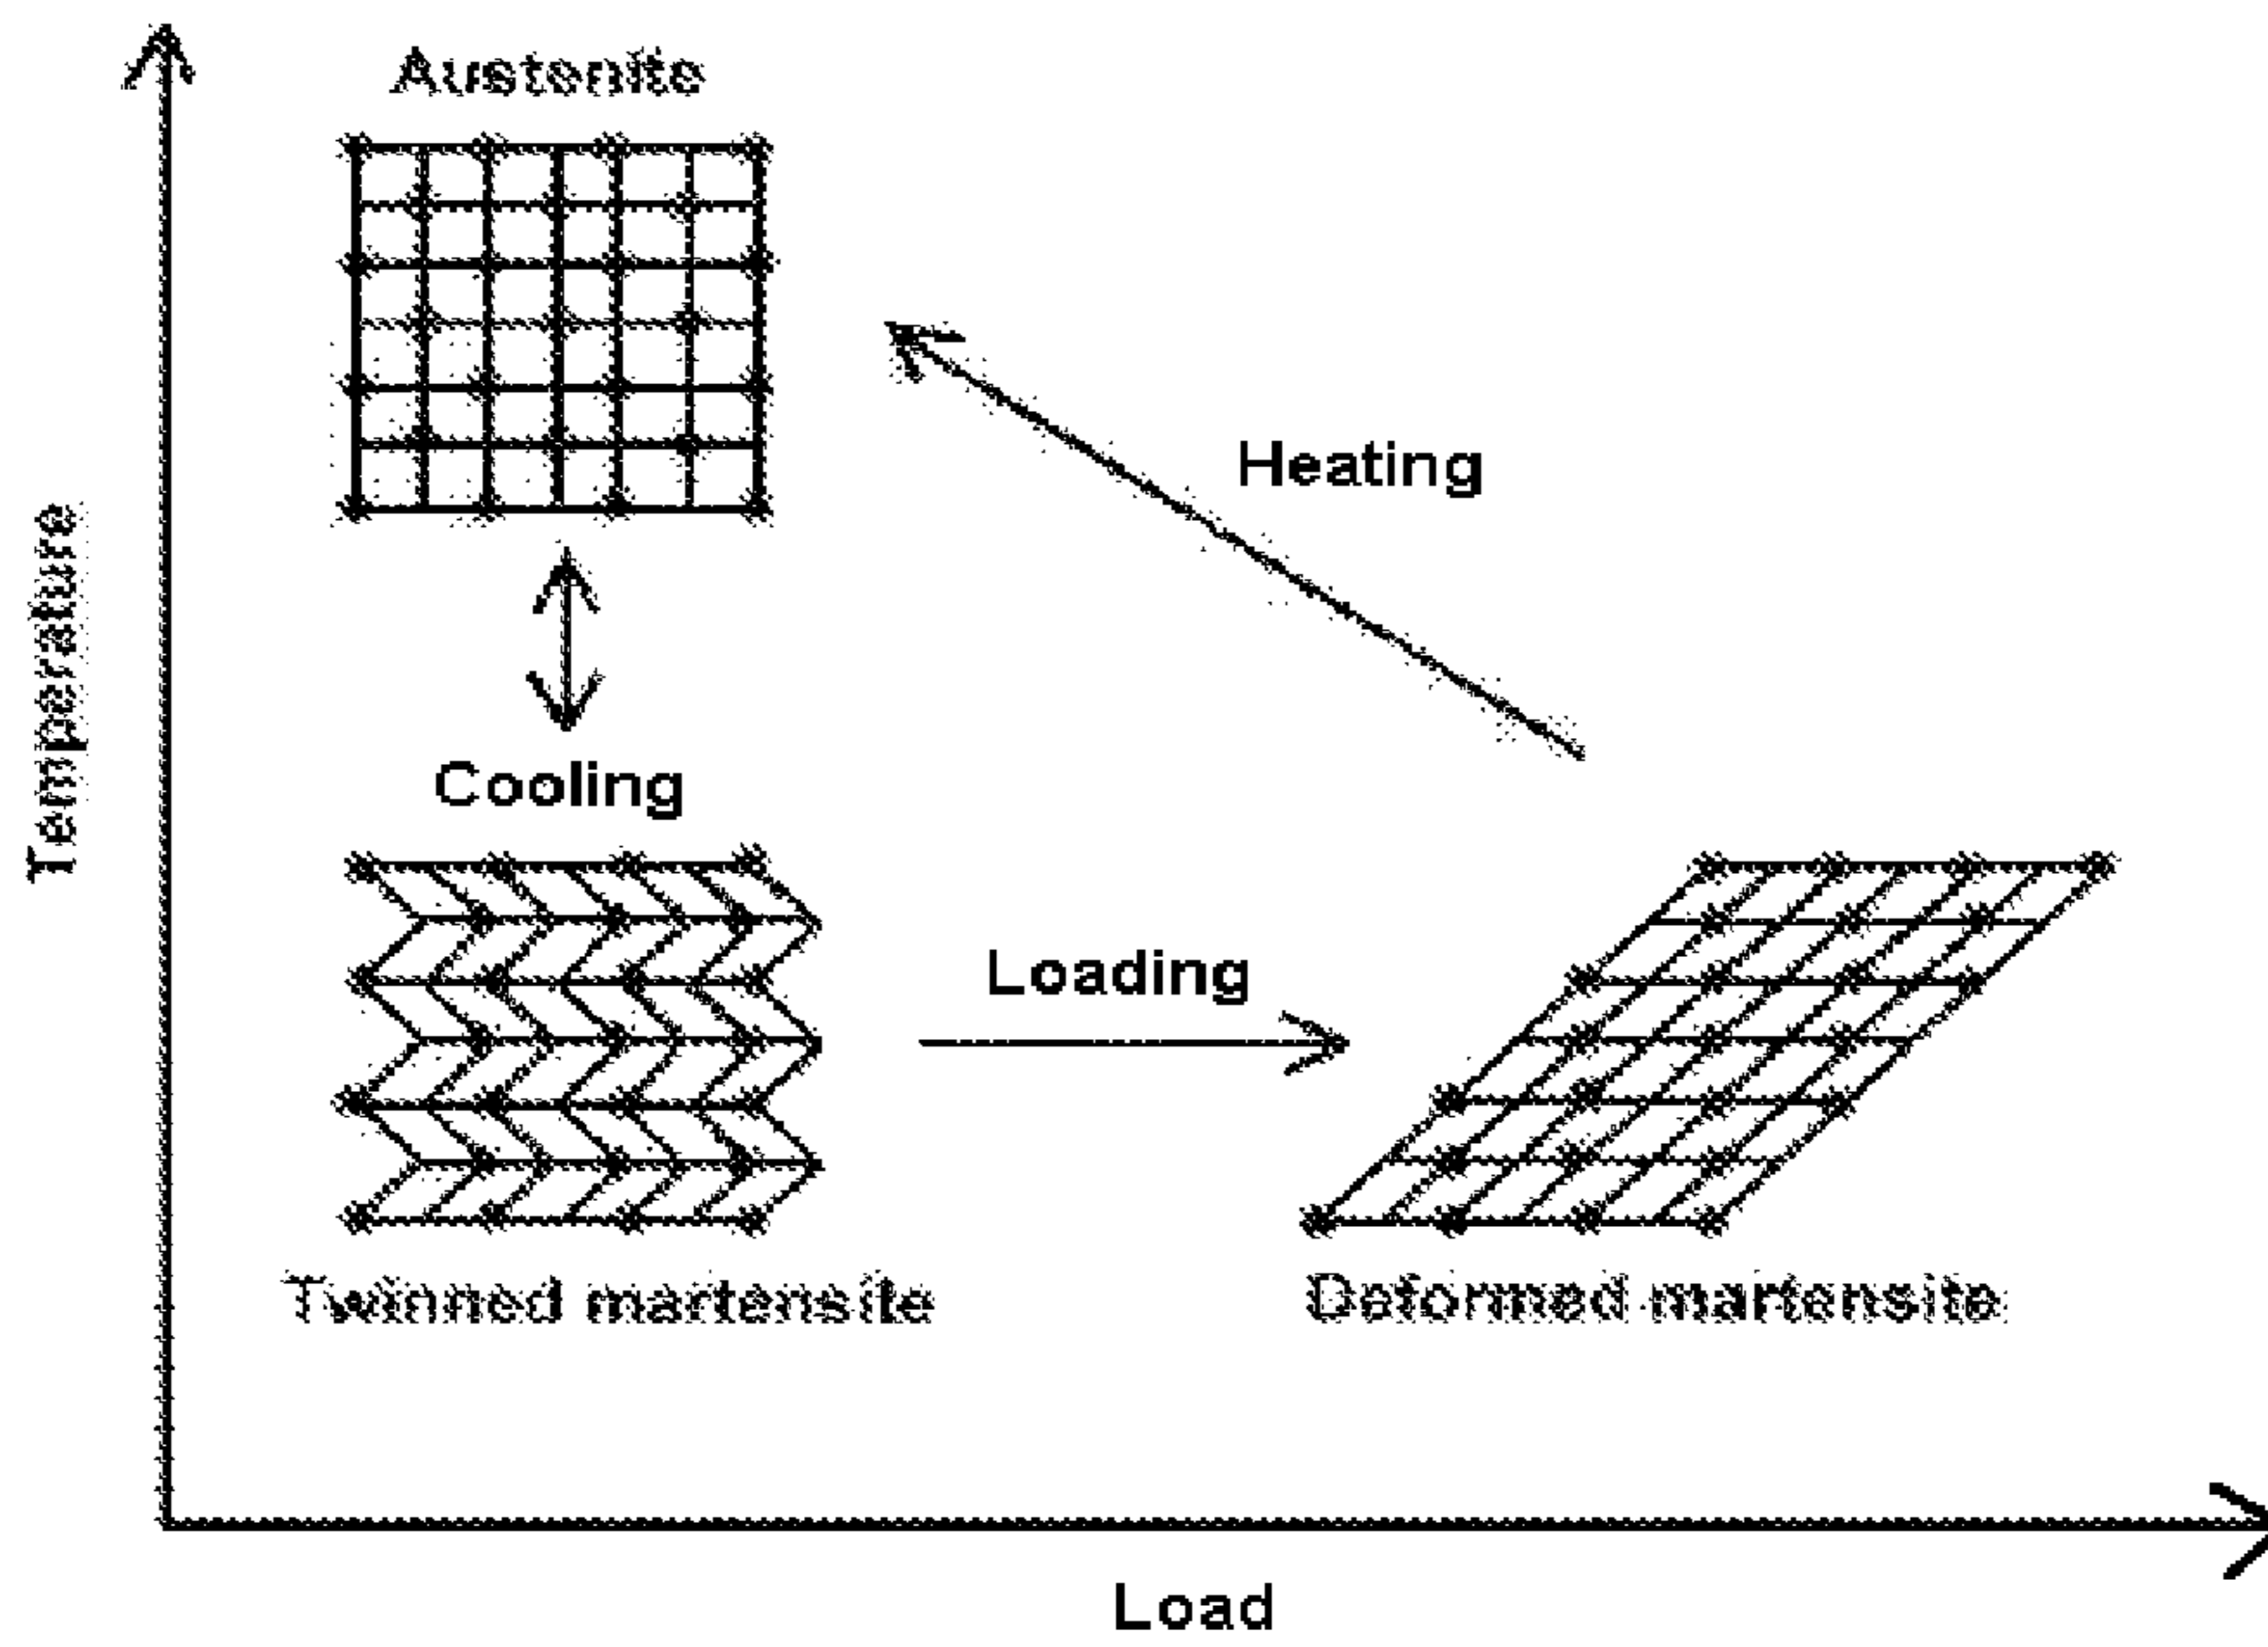 Austenite
Temperature
Heating
Cooling
Loading
Twinned martensite
Deformed martensite
Load